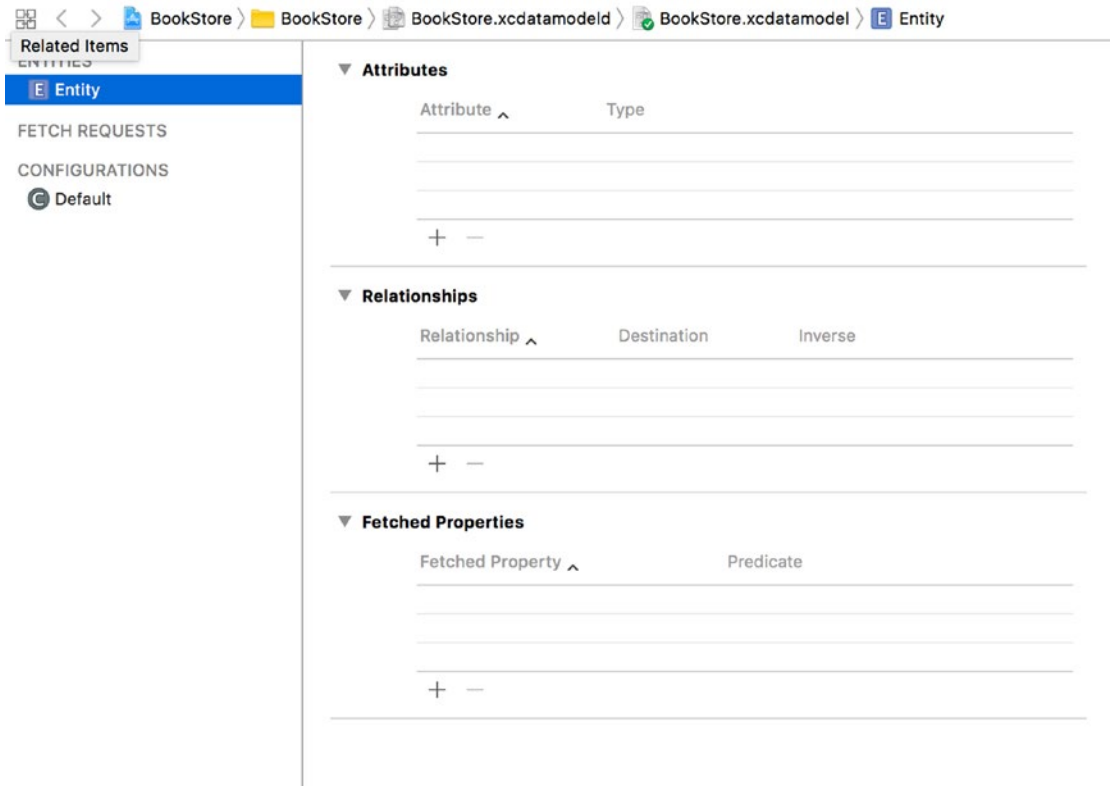 BookStore 〉 BookStore 〉 BookStore.xcdatamodeld 〉 BookStore.xcdatamodel 〉 E Entity
Related Items
ENTITIES
E Entity
FETCH REQUESTS
CONFIGURATIONS
C Default
Attributes
Attribute Type
+ −
Relationships
Relationship Destination Inverse
+ −
Fetched Properties
Fetched Property Predicate
+ −